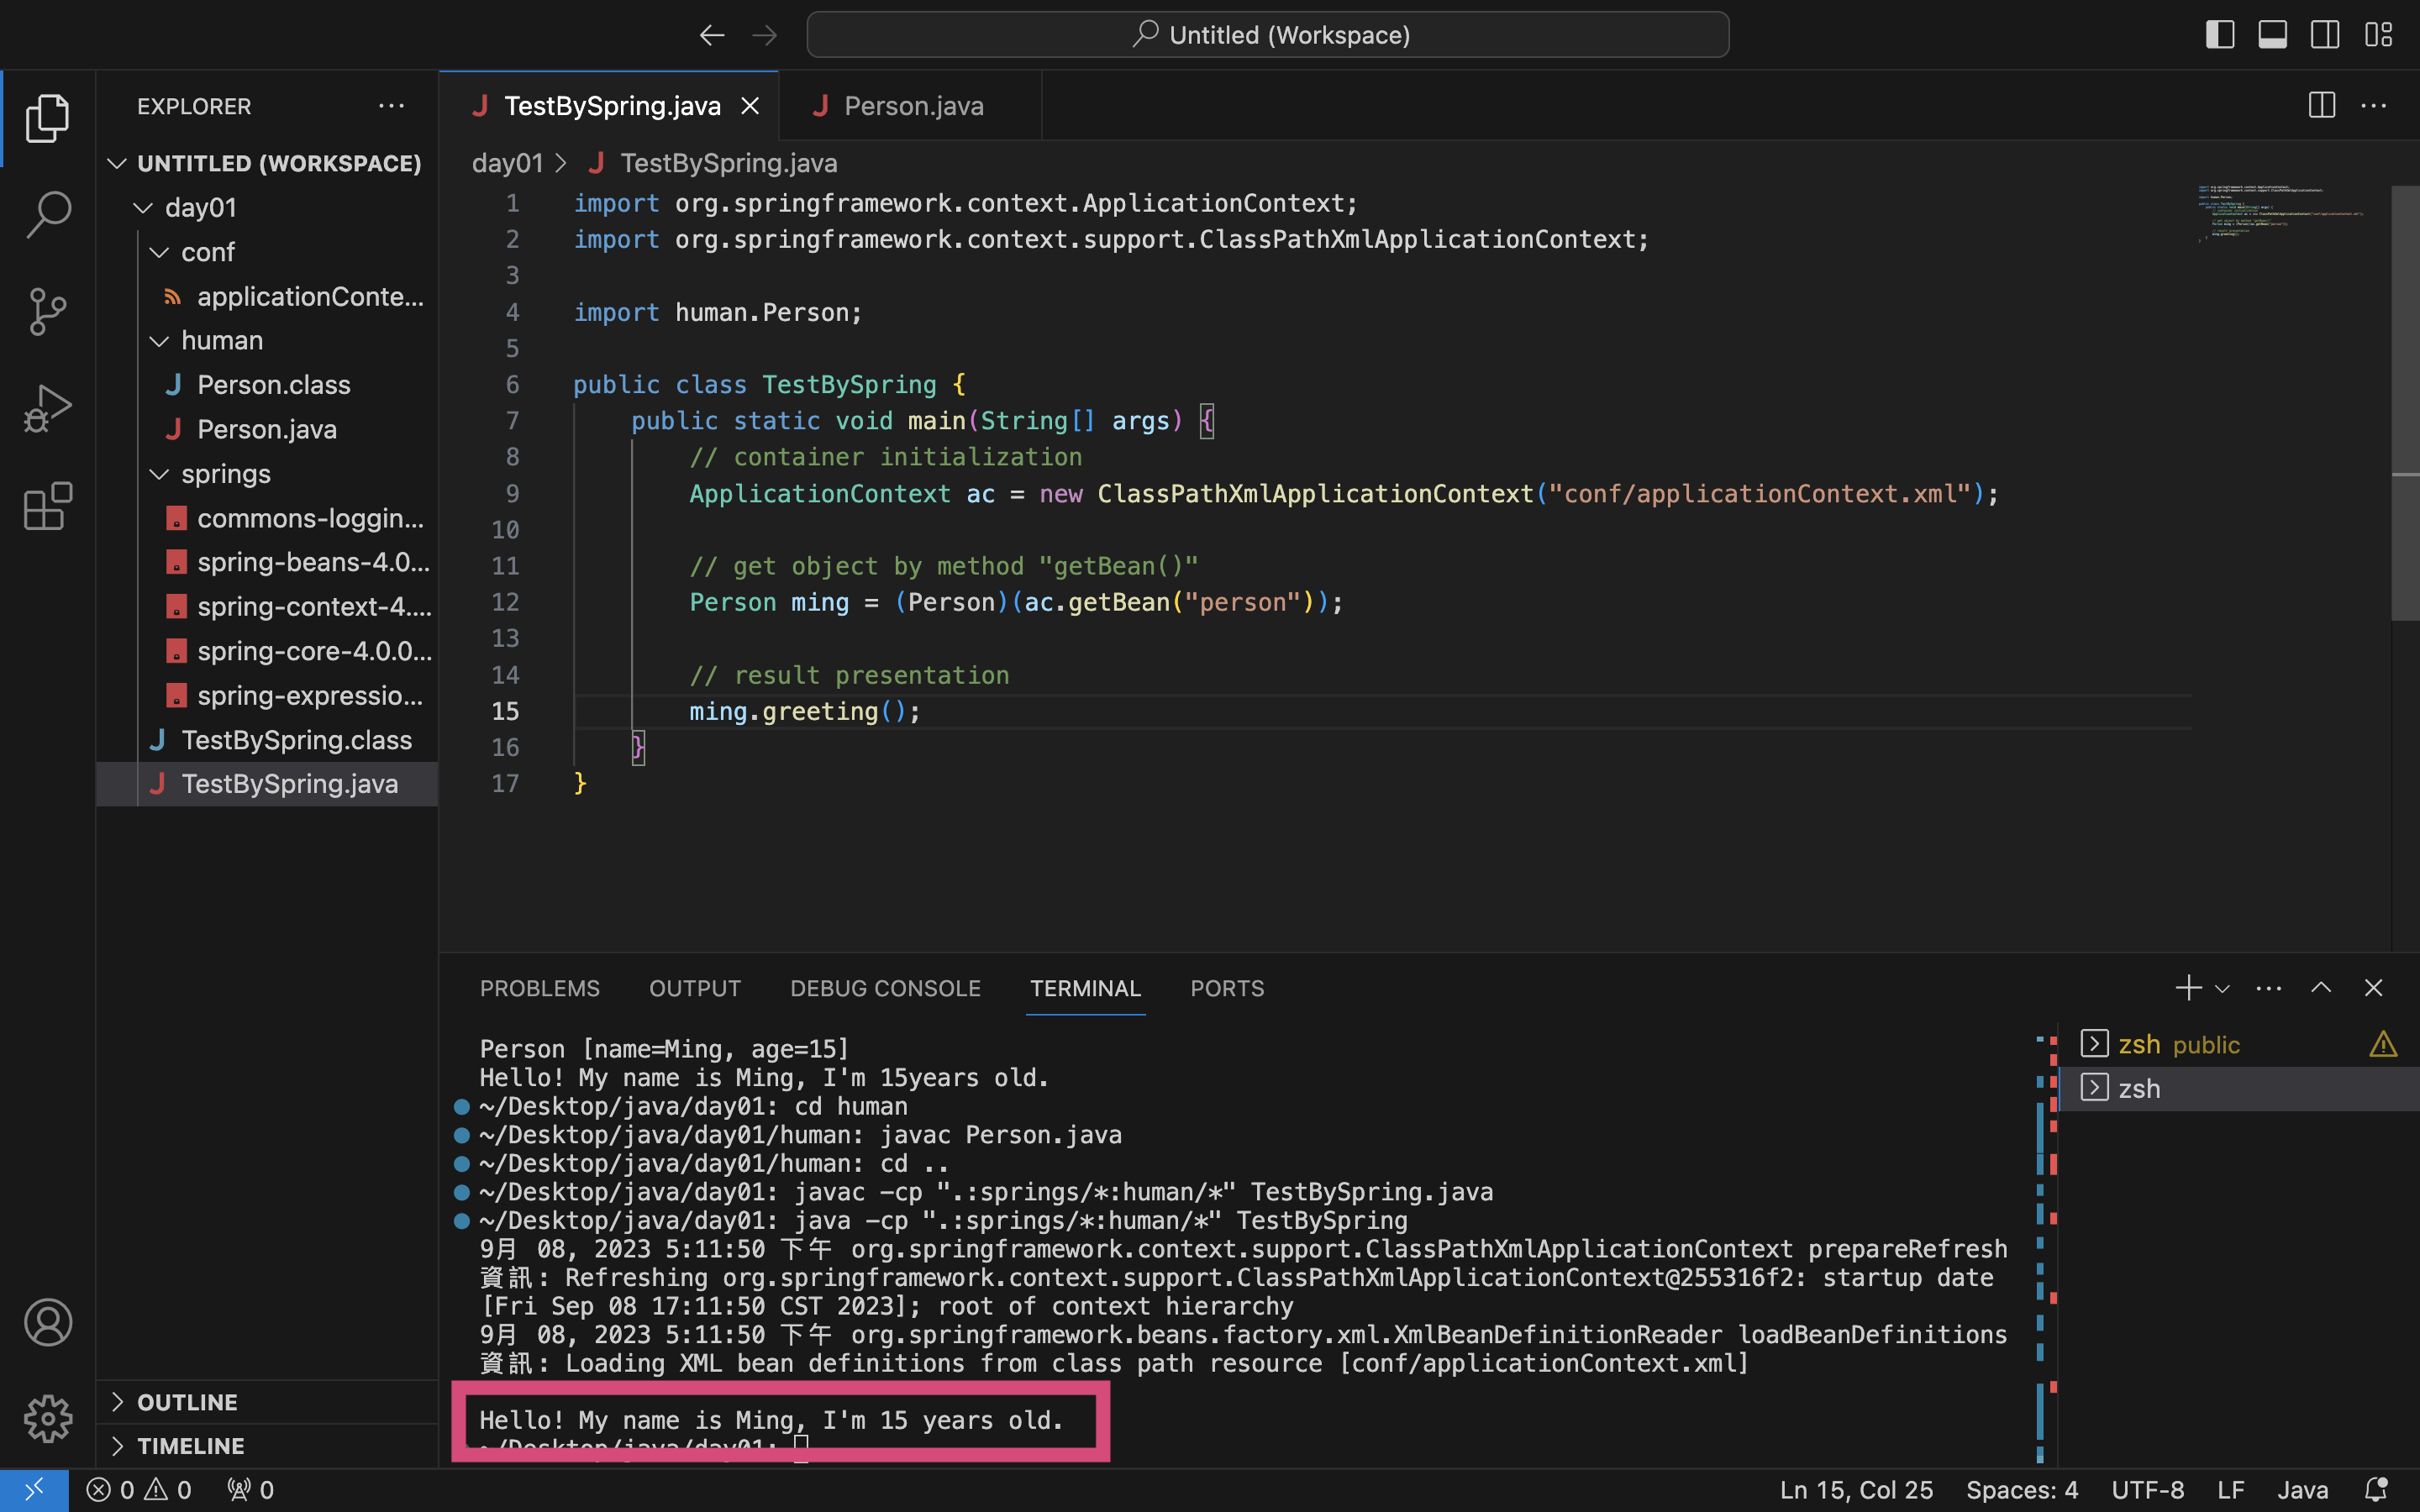 Untitled (Workspace)
EXPLORER
UNTITLED (WORKSPACE)
day01
conf
applicationConte...
human
Person.class
Person.java
springs
commons-loggin...
spring-beans-4.0...
spring-context-4....
spring-core-4.0.0...
spring-expressio...
TestBySpring.class
TestBySpring.java
OUTLINE
TIMELINE
TestBySpring.java
Person.java
day01 > TestBySpring.java
1 import org.springframework.context.ApplicationContext;
2 import org.springframework.context.support.ClassPathXmlApplicationContext;
3
4 import human.Person;
5
6 public class TestBySpring {
7 public static void main(String[] args) {
8 // container initialization
9 ApplicationContext ac = new ClassPathXmlApplicationContext("conf/applicationContext.xml");
10
11 // get object by method "getBean()"
12 Person ming = (Person)(ac.getBean("person"));
13
14 // result presentation
15 ming.greeting();
16 }
17 }
PROBLEMS OUTPUT DEBUG CONSOLE TERMINAL PORTS
Person [name=Ming, age=15]
Hello! My name is Ming, I'm 15years old.
~/Desktop/java/day01: cd human
~/Desktop/java/day01/human: javac Person.java
~/Desktop/java/day01/human: cd ..
~/Desktop/java/day01: javac -cp ".:springs/*:human/*" TestBySpring.java
~/Desktop/java/day01: java -cp ".:springs/*:human/*" TestBySpring
9月 08, 2023 5:11:50 下午 org.springframework.context.support.ClassPathXmlApplicationContext prepareRefresh
資訊: Refreshing org.springframework.context.support.ClassPathXmlApplicationContext@255316f2: startup date
[Fri Sep 08 17:11:50 CST 2023]; root of context hierarchy
9月 08, 2023 5:11:50 下午 org.springframework.beans.factory.xml.XmlBeanDefinitionReader loadBeanDefinitions
資訊: Loading XML bean definitions from class path resource [conf/applicationContext.xml]
Hello! My name is Ming, I'm 15 years old.
~/Desktop/java/day01:
zsh public
zsh
0 0 0
Ln 15, Col 25 Spaces: 4 UTF-8 LF Java